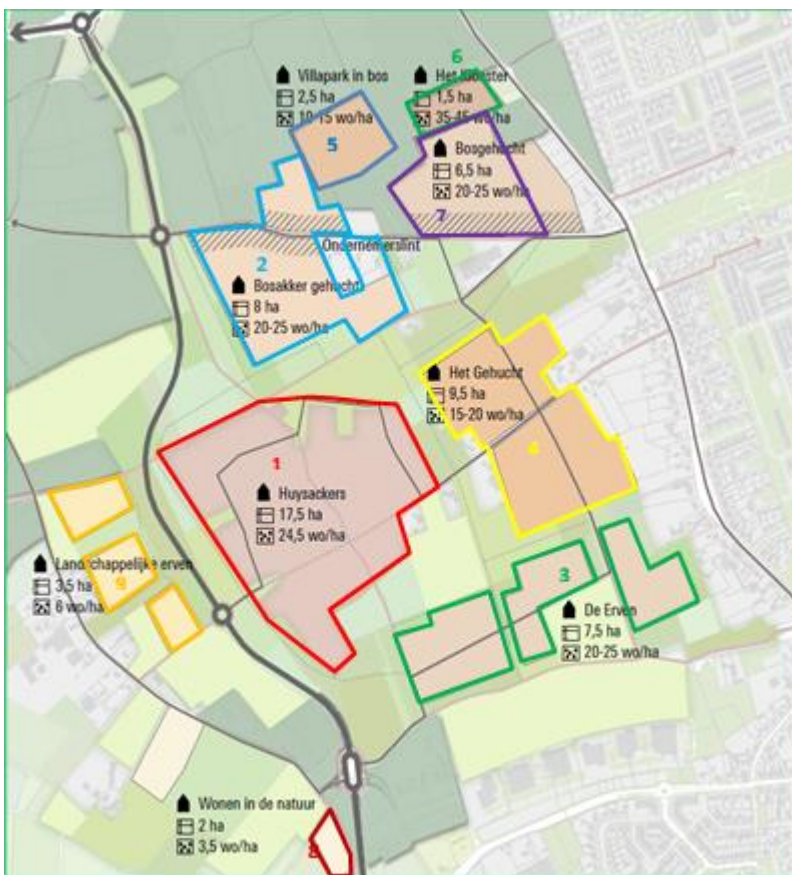 Villapark in bos
2,5 ha
10-15 wo/ha
5
6
Het Klooster
1,5 ha
35-45 wo/ha
Bosgehucht
6,5 ha
20-25 wo/ha
7
Ondernemerslint
2
Bosakker gehucht
8 ha
20-25 wo/ha
Het Gehucht
9,5 ha
15-20 wo/ha
4
1
Huysackers
17,5 ha
24,5 wo/ha
Landschappelijke erven
3,5 ha
6 wo/ha
9
3
De Erven
7,5 ha
20-25 wo/ha
Wonen in de natuur
2 ha
3,5 wo/ha
8